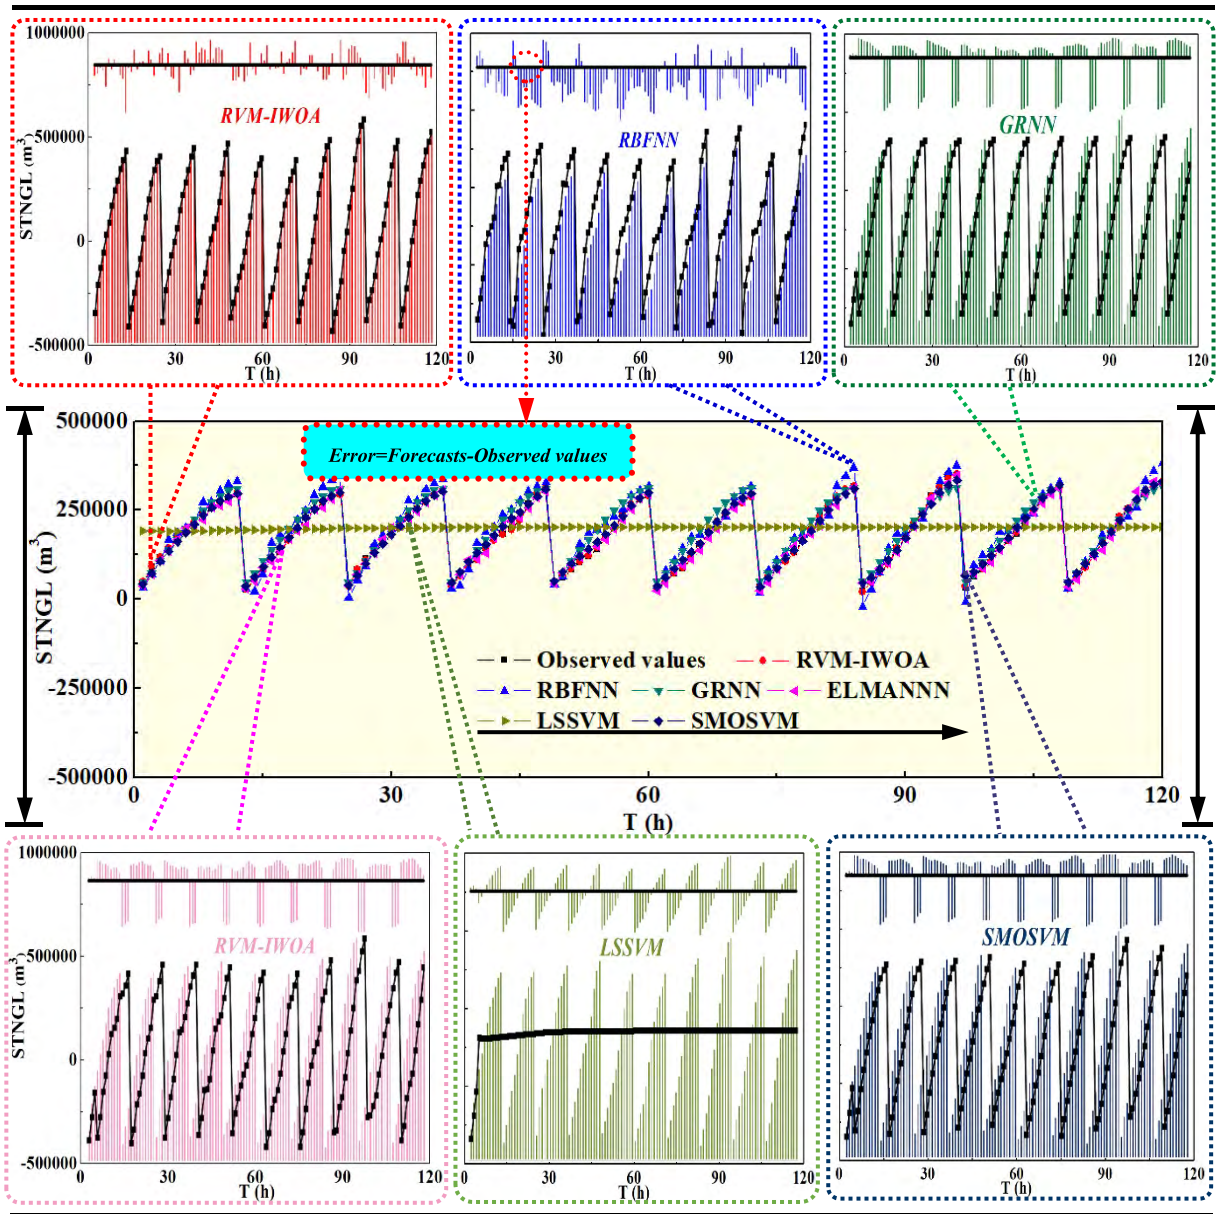 1000000
500000
0
-500000
STNGL (m³)
RVM-IWOA
0 30 60 90 120
T (h)
RBFNN
0 30 60 90 120
T (h)
GRNN
0 30 60 90 120
T (h)
500000
250000
0
-250000
-500000
STNGL (m³)
Error=Forecasts-Observed values
Observed values RVM-IWOA
RBFNN GRNN ELMANNN
LSSVM SMOSVM
0 30 60 90 120
T (h)
1000000
500000
0
-500000
STNGL (m³)
RVM-IWOA
0 30 60 90 120
T (h)
LSSVM
0 30 60 90 120
T (h)
SMOSVM
0 30 60 90 120
T (h)